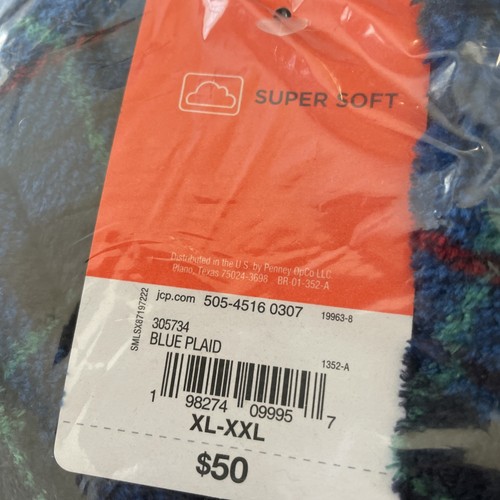 SUPER SOFT
Distributed in the U.S. by Penney OpCo LLC.
Plano, Texas 75024-3698 BR-01-352-A
jcp.com 505-4516 0307 19963-8
SMLSX87197222
305734
BLUE PLAID
1352-A
1 98274 09995 7
XL-XXL
$50